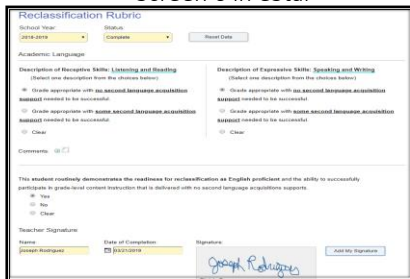 Reclassification Rubric
School Year: Status:
2018-2019 Complete Reset Data
Academic Language:
Description of Receptive Skills: Listening and Reading Description of Expressive Skills: Speaking and Writing
(Select one description from the choices below) (Select one description from the choices below)
Grade appropriate with no second language acquisition Grade appropriate with no second language acquisition
support needed to be successful. support needed to be successful.
Grade appropriate with some second language acquisition Grade appropriate with some second language acquisition
support needed to be successful support needed to be successful
Clear Clear
Comments:
This student routinely demonstrates the readiness for reclassification as English proficient and the ability to successfully
participate in grade-level content instruction that is delivered with no second language acquisitions supports.
Yes
No
Clear
Teacher Signature
Name: Date of Completion Signature:
Joseph Rodriguez 03/21/2019 Joseph Rodriguez Add My Signature